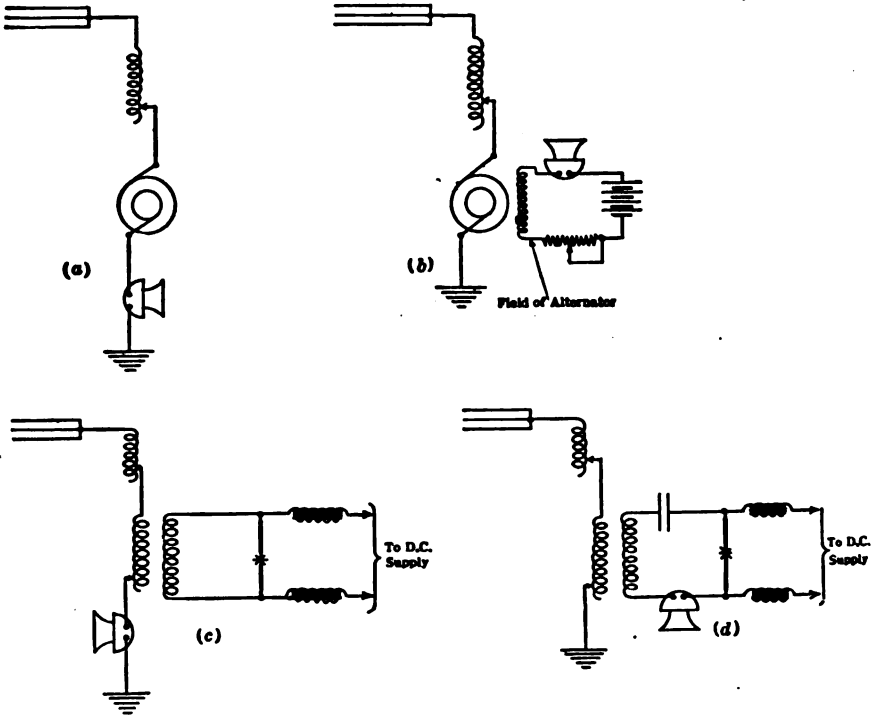 (a)
(b)
Field of Alternator
(c)
To D.C.
Supply
(d)
To D.C.
Supply